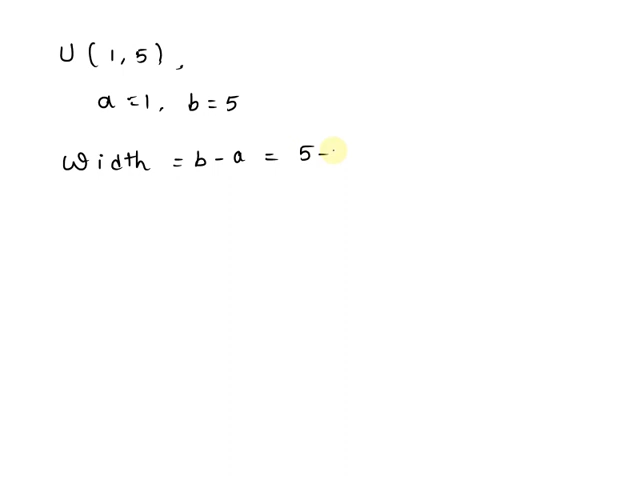 U ( 1 , 5 ) ,
a = 1 , b = 5
Width = b - a = 5 -